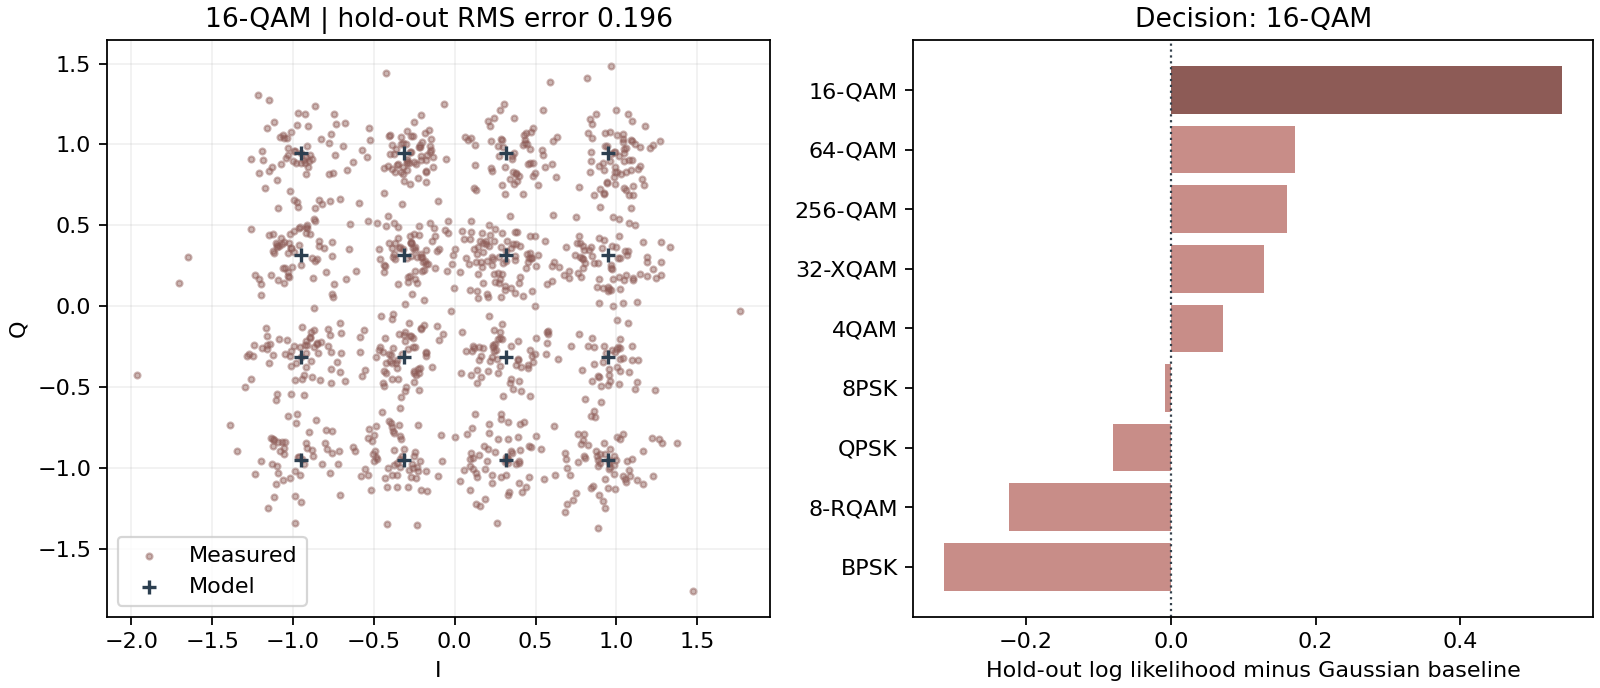 16-QAM | hold-out RMS error 0.196
1.5
1.0
0.5
0.0
−0.5
−1.0
−1.5
Q
Measured
Model
−2.0 −1.5 −1.0 −0.5 0.0 0.5 1.0 1.5
I
Decision: 16-QAM
16-QAM
64-QAM
256-QAM
32-XQAM
4QAM
8PSK
QPSK
8-RQAM
BPSK
−0.2 0.0 0.2 0.4
Hold-out log likelihood minus Gaussian baseline